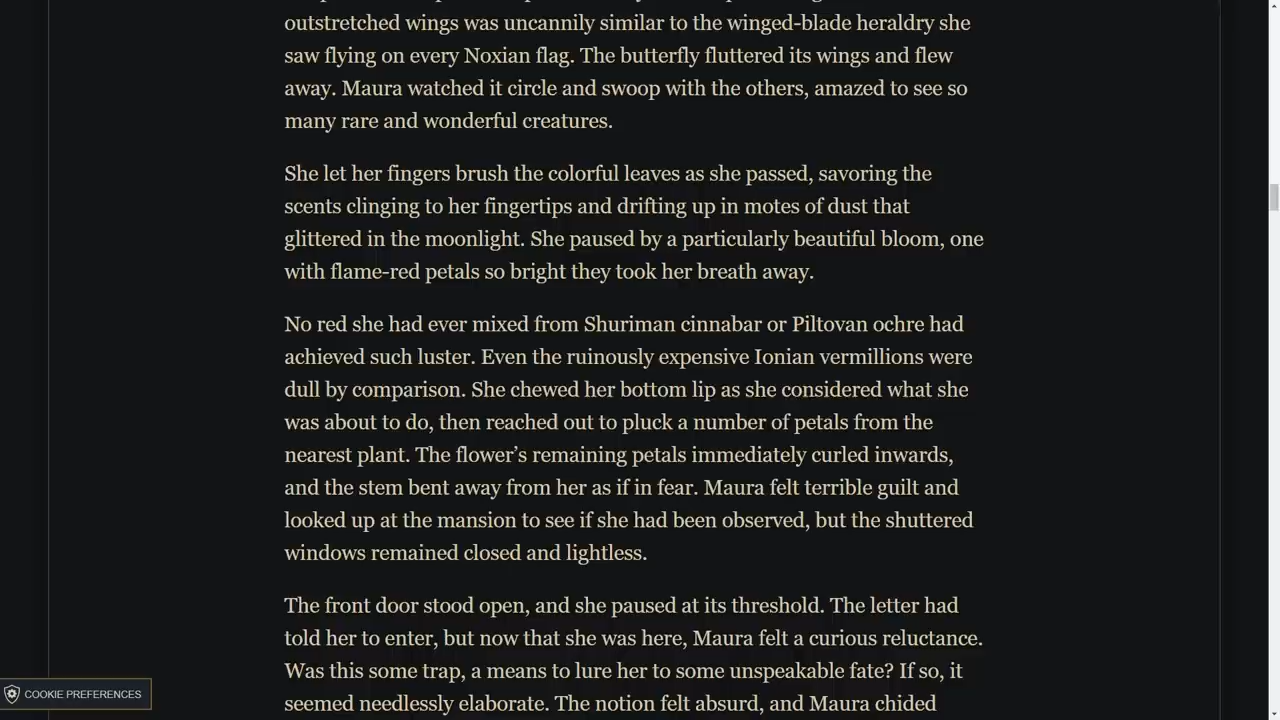 outstretched wings was uncannily similar to the winged-blade heraldry she
saw flying on every Noxian flag. The butterfly fluttered its wings and flew
away. Maura watched it circle and swoop with the others, amazed to see so
many rare and wonderful creatures.
She let her fingers brush the colorful leaves as she passed, savoring the
scents clinging to her fingertips and drifting up in motes of dust that
glittered in the moonlight. She paused by a particularly beautiful bloom, one
with flame-red petals so bright they took her breath away.
No red she had ever mixed from Shuriman cinnabar or Piltovan ochre had
achieved such luster. Even the ruinously expensive Ionian vermillions were
dull by comparison. She chewed her bottom lip as she considered what she
was about to do, then reached out to pluck a number of petals from the
nearest plant. The flower’s remaining petals immediately curled inwards,
and the stem bent away from her as if in fear. Maura felt terrible guilt and
looked up at the mansion to see if she had been observed, but the shuttered
windows remained closed and lightless.
The front door stood open, and she paused at its threshold. The letter had
told her to enter, but now that she was here, Maura felt a curious reluctance.
Was this some trap, a means to lure her to some unspeakable fate? If so, it
seemed needlessly elaborate. The notion felt absurd, and Maura chided
COOKIE PREFERENCES